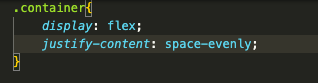 .container{
display: flex;
justify-content: space-evenly;
}